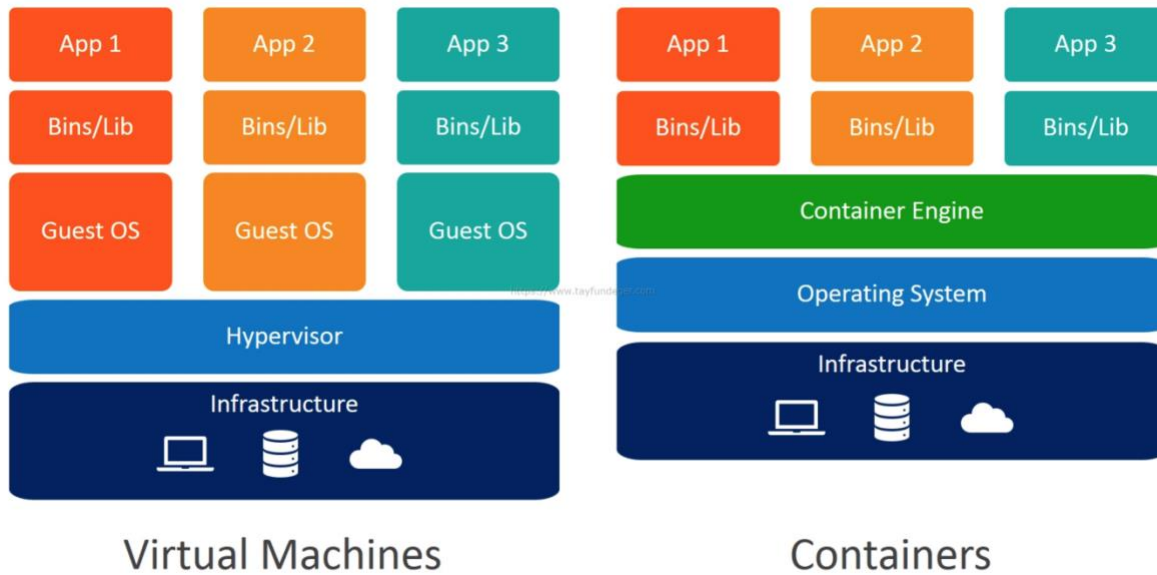 App 1
App 2
App 3
Bins/Lib
Bins/Lib
Bins/Lib
Guest OS
Guest OS
Guest OS
Hypervisor
Infrastructure
Virtual Machines
App 1
App 2
App 3
Bins/Lib
Bins/Lib
Bins/Lib
Container Engine
Operating System
Infrastructure
Containers